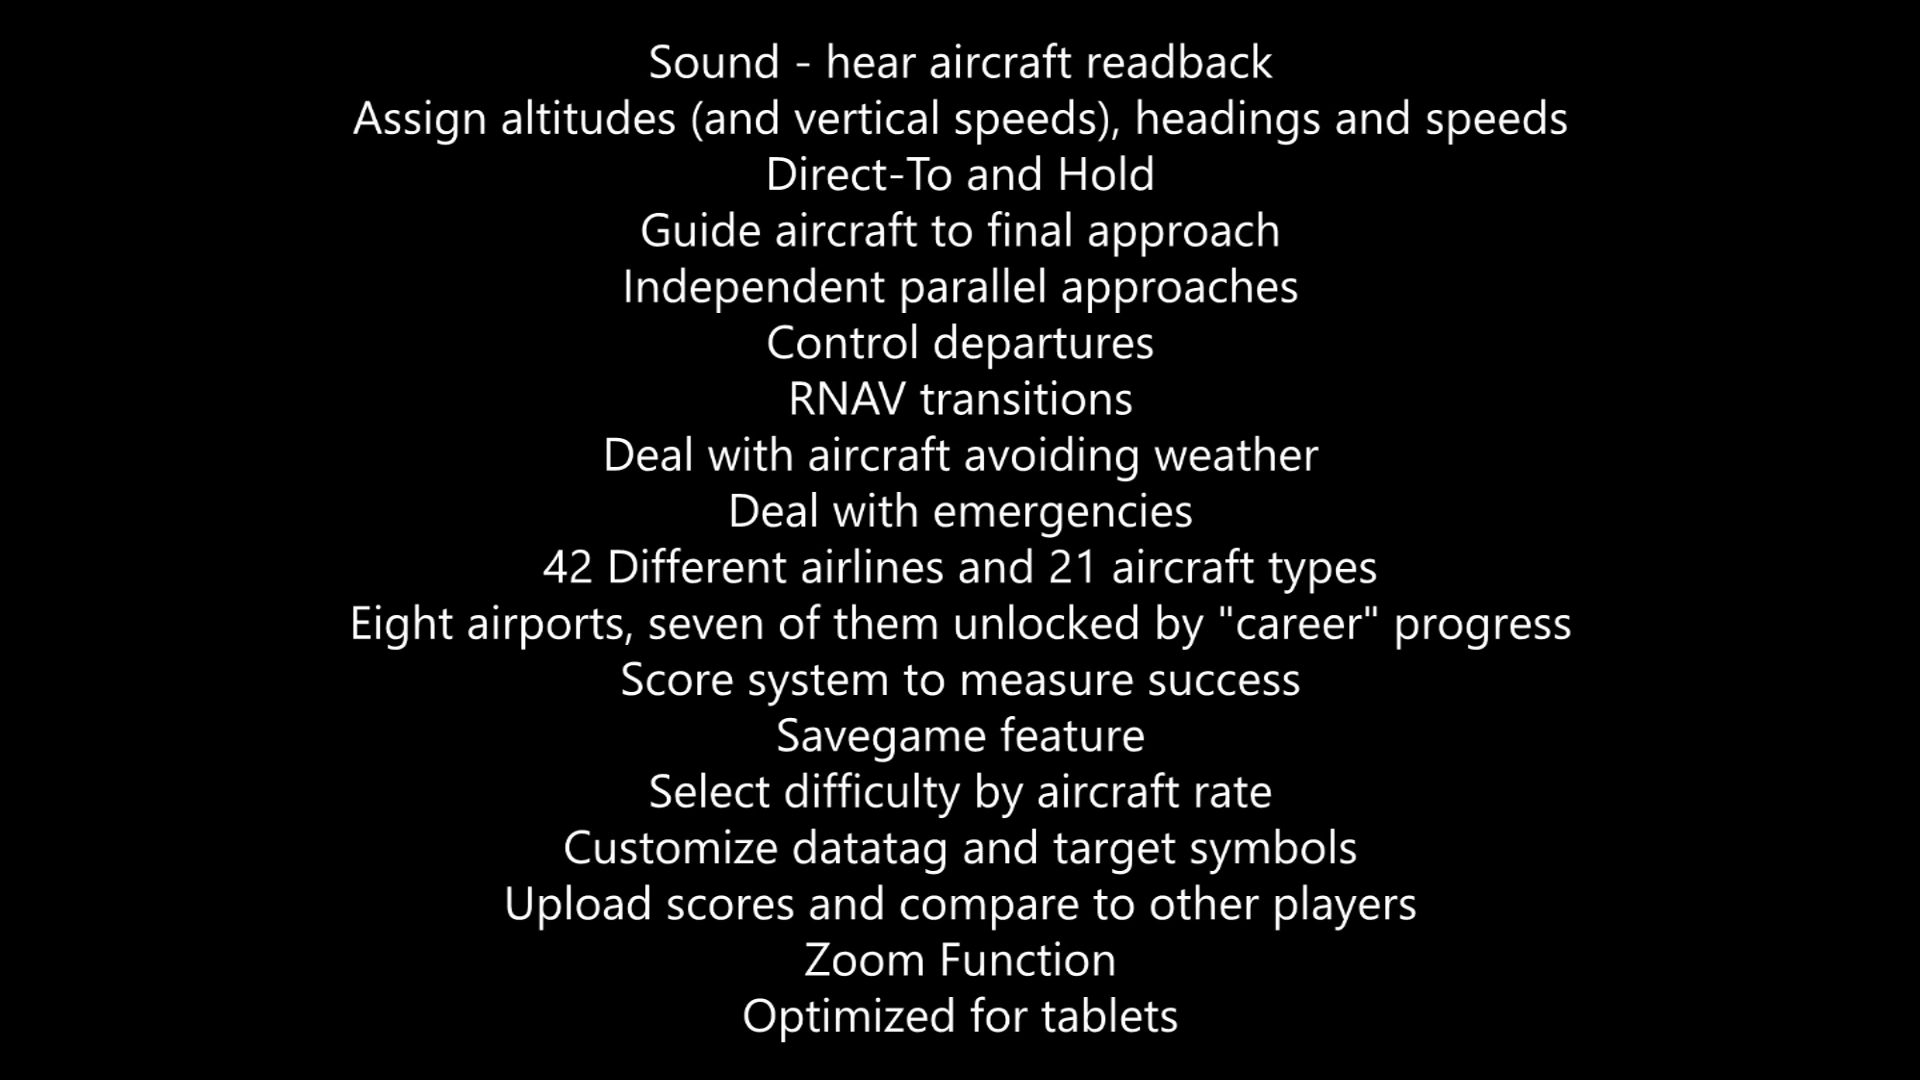 Sound - hear aircraft readback
Assign altitudes (and vertical speeds), headings and speeds
Direct-To and Hold
Guide aircraft to final approach
Independent parallel approaches
Control departures
RNAV transitions
Deal with aircraft avoiding weather
Deal with emergencies
42 Different airlines and 21 aircraft types
Eight airports, seven of them unlocked by "career" progress
Score system to measure success
Savegame feature
Select difficulty by aircraft rate
Customize datatag and target symbols
Upload scores and compare to other players
Zoom Function
Optimized for tablets